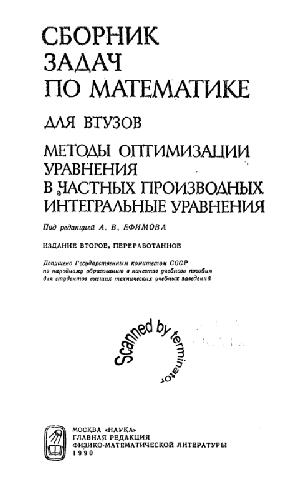 СБОРНИК
ЗАДАЧ
ПО МАТЕМАТИКЕ
ДЛЯ ВТУЗОВ
МЕТОДЫ ОПТИМИЗАЦИИ
УРАВНЕНИЯ
В ЧАСТНЫХ ПРОИЗВОДНЫХ
ИНТЕГРАЛЬНЫЕ УРАВНЕНИЯ
Под редакцией А. В. ЕФИМОВА
ИЗДАНИЕ ВТОРОЕ, ПЕРЕРАБОТАННОЕ
Допущено Государственным комитетом СССР
по народному образованию в качестве учебного пособия
для студентов высших технических учебных заведений
Scanned by terminator
МОСКВА «НАУКА»
ГЛАВНАЯ РЕДАКЦИЯ
ФИЗИКО-МАТЕМАТИЧЕСКОЙ ЛИТЕРАТУРЫ
1990